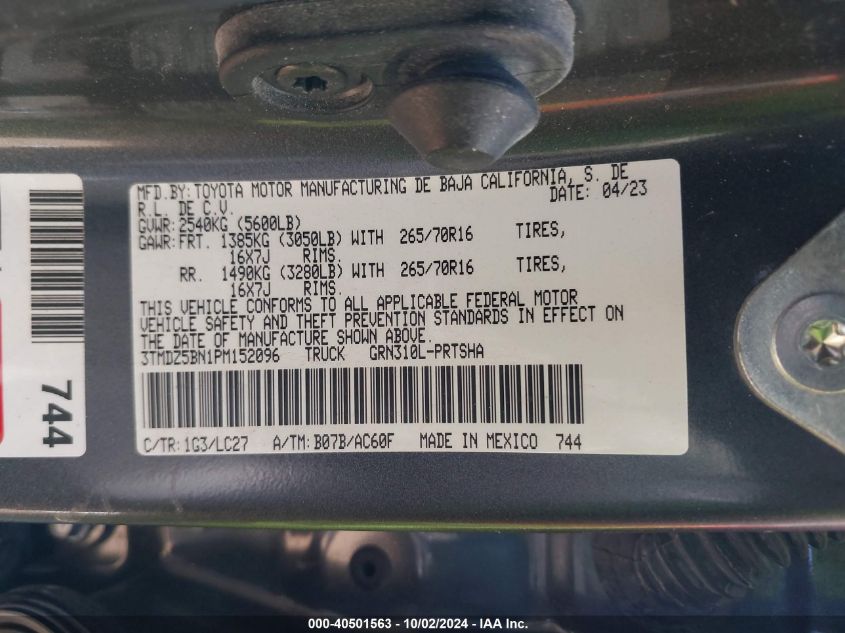 MFD.BY:TOYOTA MOTOR MANUFACTURING DE BAJA CALIFORNIA, S. DE
R.L. DE C.V. DATE: 04/23
GVWR:2540KG (5600LB)
GAWR:FRT. 1385KG (3050LB) WITH 265/70R16 TIRES,
16X7J RIMS.
RR. 1490KG (3280LB) WITH 265/70R16 TIRES,
16X7J RIMS.
THIS VEHICLE CONFORMS TO ALL APPLICABLE FEDERAL MOTOR
VEHICLE SAFETY AND THEFT PREVENTION STANDARDS IN EFFECT ON
THE DATE OF MANUFACTURE SHOWN ABOVE.
3TMDZ5BN1PM152096 TRUCK GRN310L-PRTSHA
C/TR:1G3/LC27 A/TM:B07B/AC60F MADE IN MEXICO 744
744
000-40501563 - 10/02/2024 - IAA Inc.